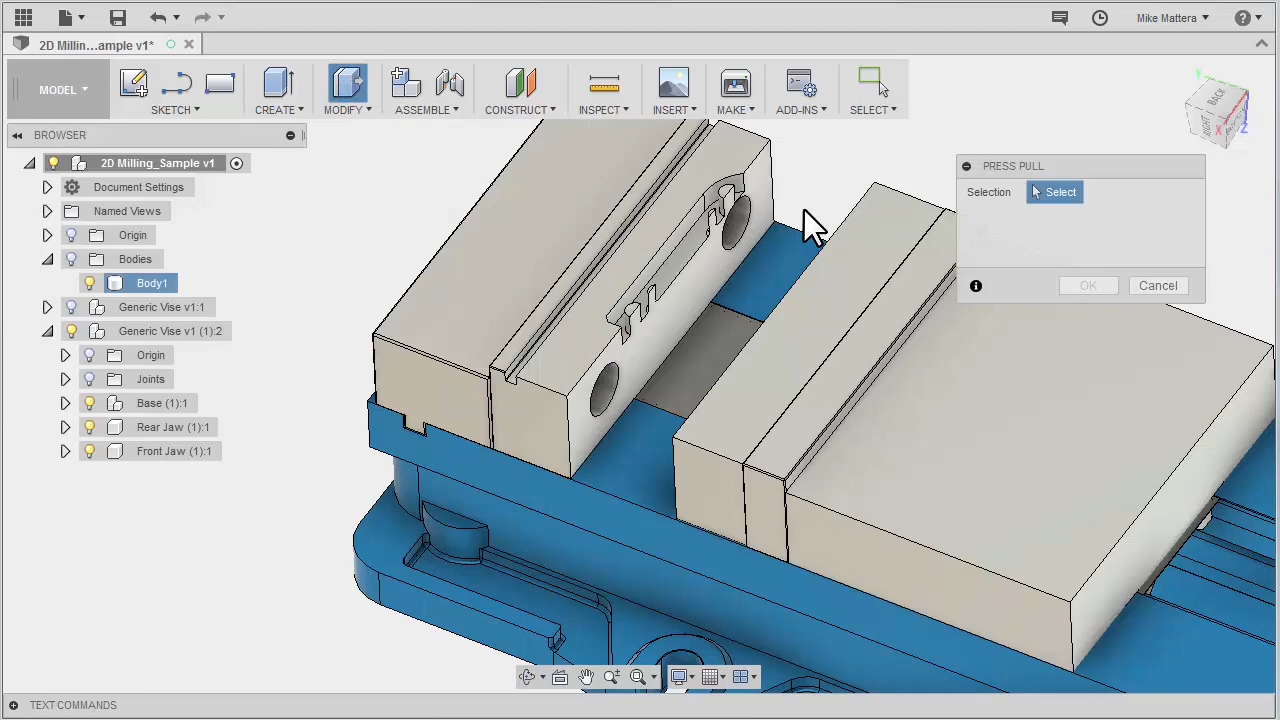 Mike Mattera
2D Millin...ample v1*
MODEL
SKETCH
CREATE
MODIFY
ASSEMBLE
CONSTRUCT
INSPECT
INSERT
MAKE
ADD-INS
SELECT
BACK
RIGHT
X
Z
BROWSER
2D Milling_Sample v1
Document Settings
Named Views
Origin
Bodies
Body1
Generic Vise v1:1
Generic Vise v1 (1):2
Origin
Joints
Base (1):1
Rear Jaw (1):1
Front Jaw (1):1
PRESS PULL
Selection
Select
OK
Cancel
TEXT COMMANDS